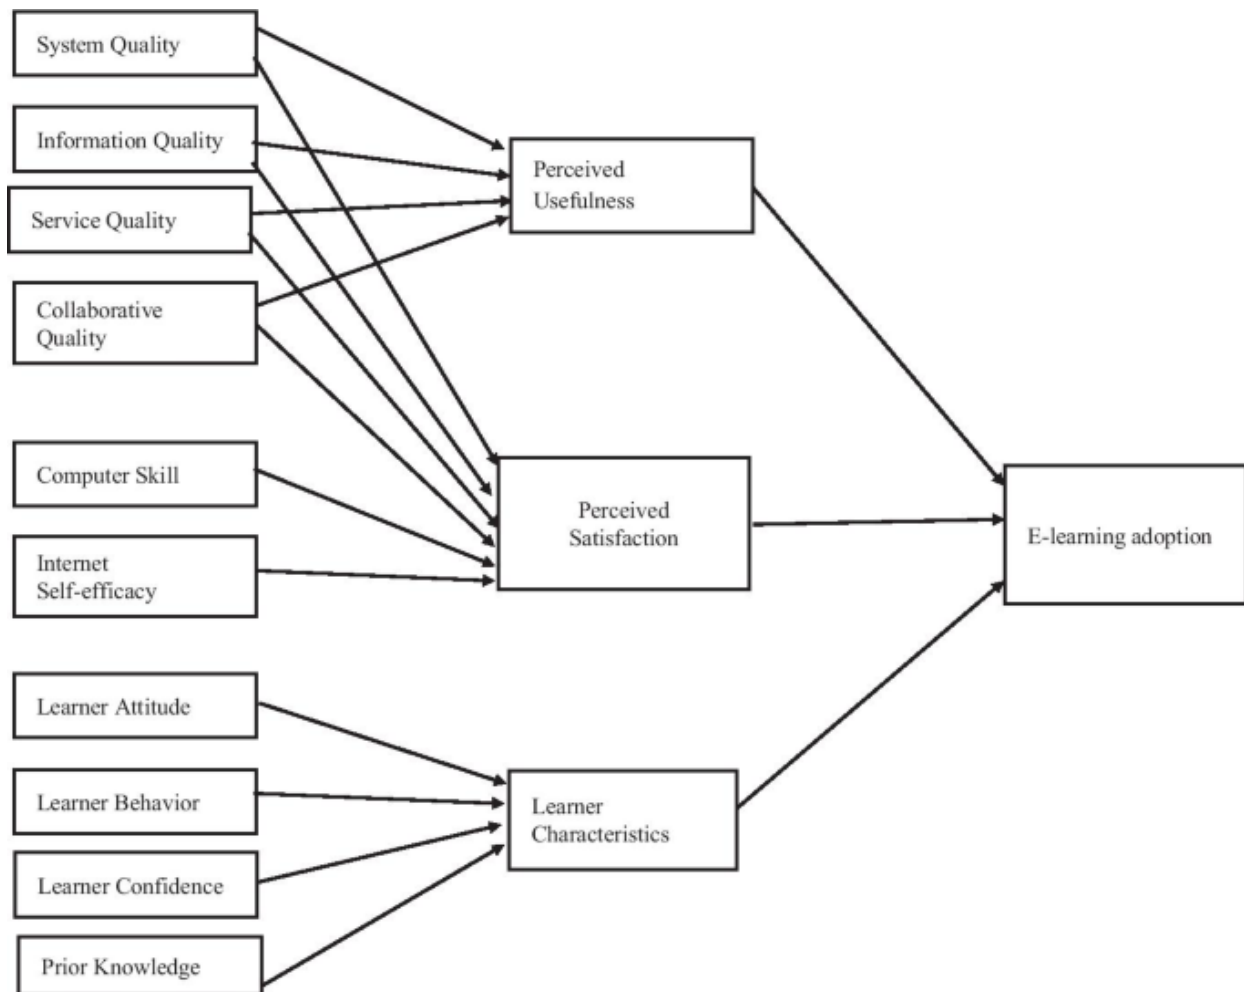 System Quality
Information Quality
Service Quality
Collaborative
Quality
Computer Skill
Internet
Self-efficacy
Learner Attitude
Learner Behavior
Learner Confidence
Prior Knowledge
Perceived
Usefulness
Perceived
Satisfaction
Learner
Characteristics
E-learning adoption